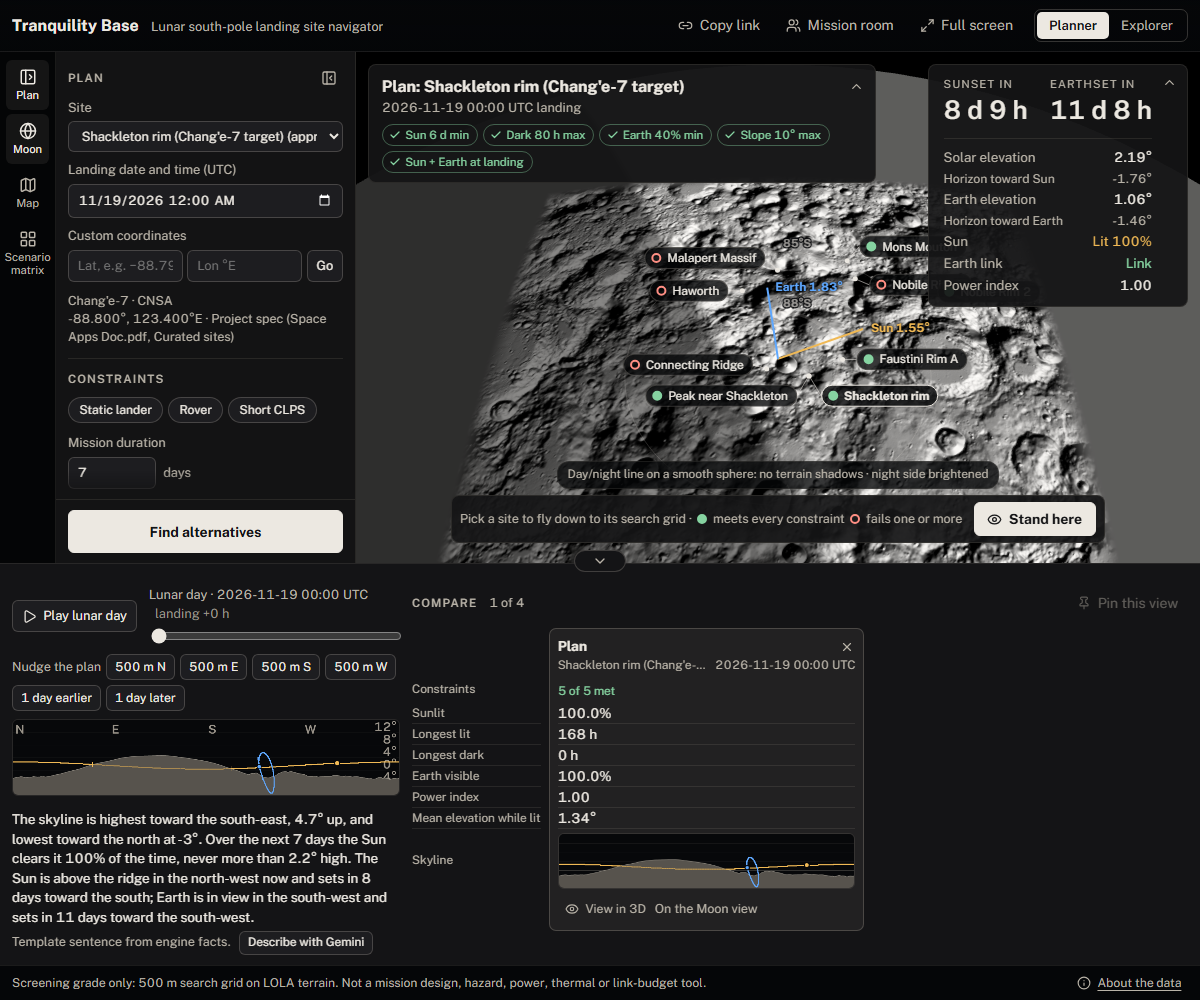 Tranquility Base Lunar south-pole landing site navigator
Copy link Mission room Full screen Planner Explorer
Plan
Moon
Map
Scenario matrix
PLAN
Site
Shackleton rim (Chang'e-7 target) (appr
Landing date and time (UTC)
11/19/2026 12:00 AM
Custom coordinates
Lat, e.g. −88.79 Lon °E Go
Chang'e-7 · CNSA
-88.800°, 123.400°E · Project spec (Space
Apps Doc.pdf, Curated sites)
CONSTRAINTS
Static lander Rover Short CLPS
Mission duration
7 days
Find alternatives
Plan: Shackleton rim (Chang'e-7 target)
2026-11-19 00:00 UTC landing
Sun 6 d min Dark 80 h max Earth 40% min Slope 10° max
Sun + Earth at landing
SUNSET IN EARTHSET IN
8 d 9 h 11 d 8 h
Solar elevation 2.19°
Horizon toward Sun -1.76°
Earth elevation 1.06°
Horizon toward Earth -1.46°
Sun Lit 100%
Earth link Link
Power index 1.00
85°S
Mons Mo
Malapert Massif
Earth 1.83°
Nobile
Haworth
88°S
Sun 1.55°
Connecting Ridge
Faustini Rim A
Peak near Shackleton
Shackleton rim
Day/night line on a smooth sphere: no terrain shadows · night side brightened
Pick a site to fly down to its search grid · meets every constraint fails one or more Stand here
Play lunar day
Lunar day · 2026-11-19 00:00 UTC
landing +0 h
Nudge the plan 500 m N 500 m E 500 m S 500 m W
1 day earlier 1 day later
N E S W 12°
8°
4°
0°
4°
The skyline is highest toward the south-east, 4.7° up, and
lowest toward the north at -3°. Over the next 7 days the Sun
clears it 100% of the time, never more than 2.2° high. The
Sun is above the ridge in the north-west now and sets in 8
days toward the south; Earth is in view in the south-west and
sets in 11 days toward the south-west.
Template sentence from engine facts. Describe with Gemini
COMPARE 1 of 4 Pin this view
Plan
Shackleton rim (Chang'e-... 2026-11-19 00:00 UTC
Constraints 5 of 5 met
Sunlit 100.0%
Longest lit 168 h
Longest dark 0 h
Earth visible 100.0%
Power index 1.00
Mean elevation while lit 1.34°
Skyline
View in 3D On the Moon view
Screening grade only: 500 m search grid on LOLA terrain. Not a mission design, hazard, power, thermal or link-budget tool.
About the data